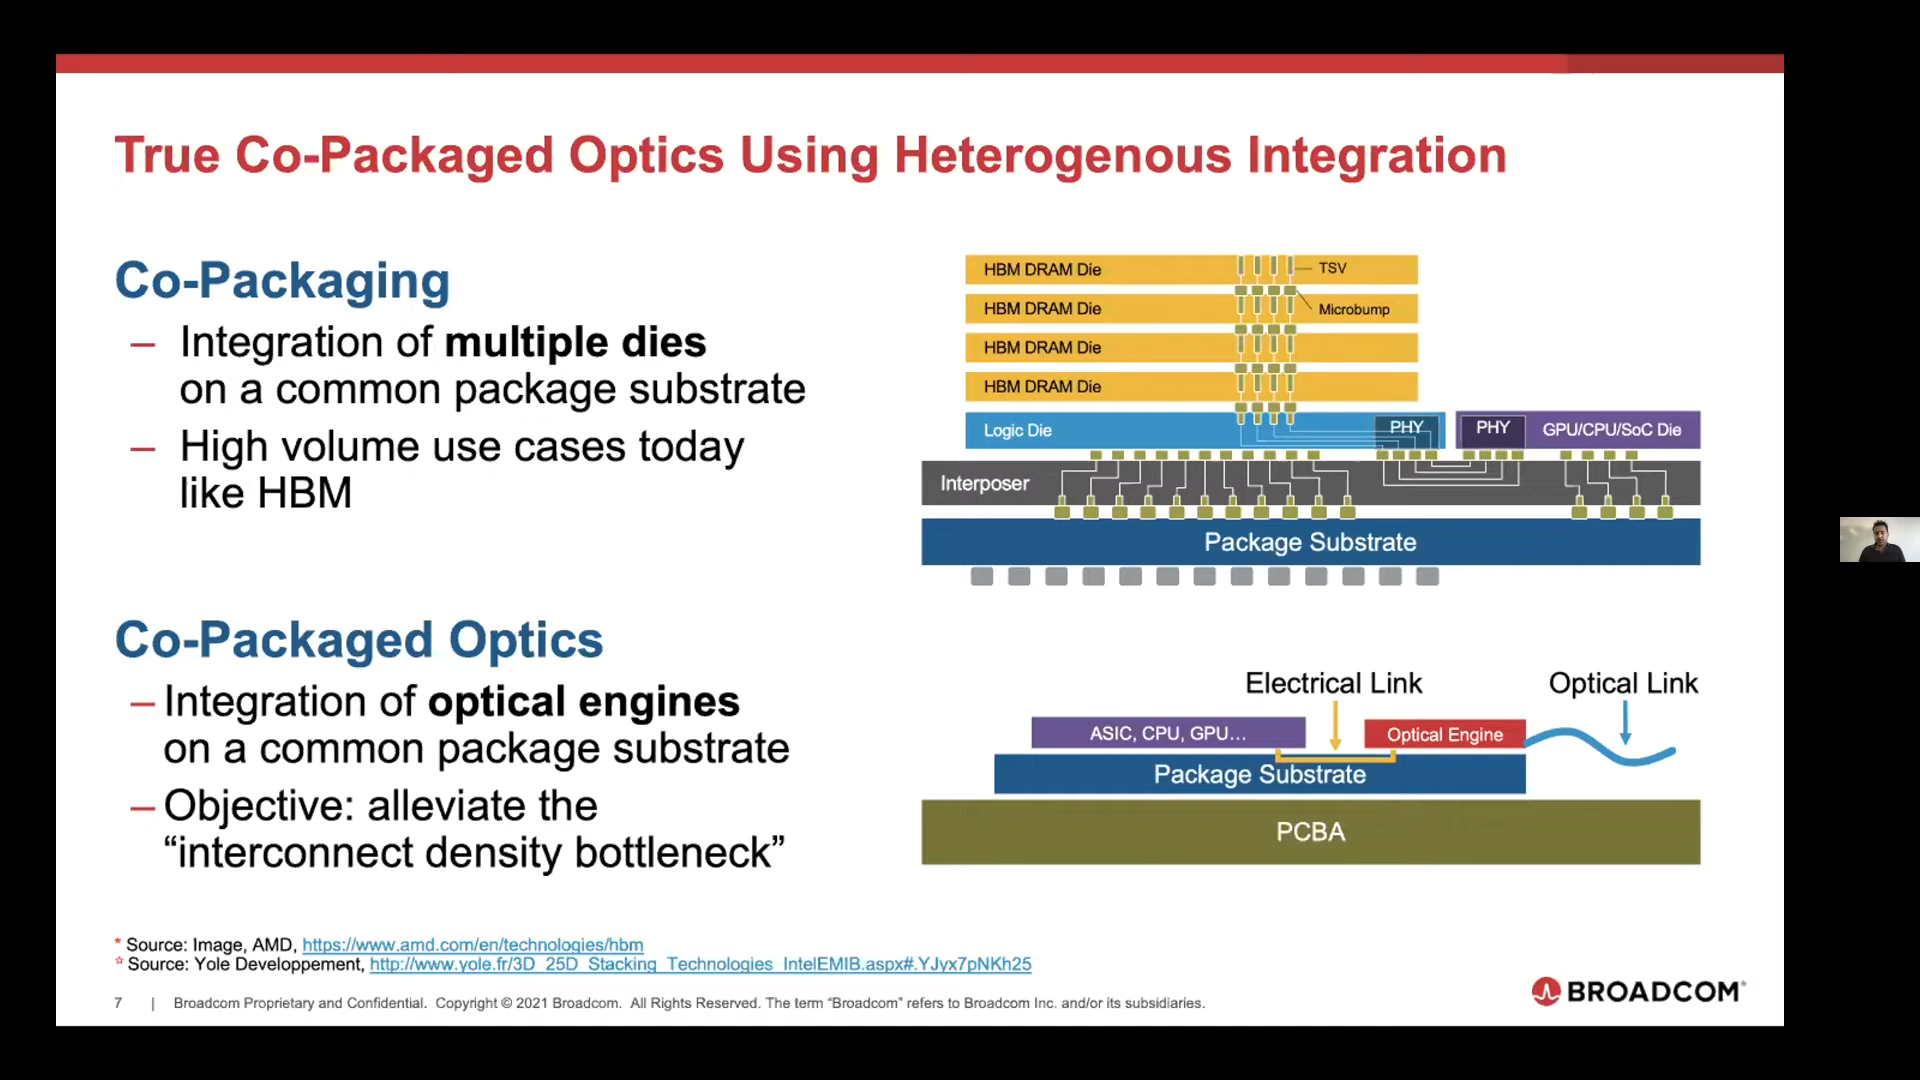 True Co-Packaged Optics Using Heterogenous Integration
Co-Packaging
– Integration of multiple dies
on a common package substrate
– High volume use cases today
like HBM
HBM DRAM Die
TSV
HBM DRAM Die
Microbump
HBM DRAM Die
HBM DRAM Die
Logic Die
PHY
PHY
GPU/CPU/SoC Die
Interposer
Package Substrate
Co-Packaged Optics
– Integration of optical engines
on a common package substrate
– Objective: alleviate the
“interconnect density bottleneck”
Electrical Link
Optical Link
ASIC, CPU, GPU...
Optical Engine
Package Substrate
PCBA
* Source: Image, AMD, https://www.amd.com/en/technologies/hbm
* Source: Yole Developpement, http://www.yole.fr/3D_25D_Stacking_Technologies_IntelEMIB.aspx#.YJyx7pNKh25
7 | Broadcom Proprietary and Confidential. Copyright © 2021 Broadcom. All Rights Reserved. The term “Broadcom” refers to Broadcom Inc. and/or its subsidiaries.
BROADCOM®